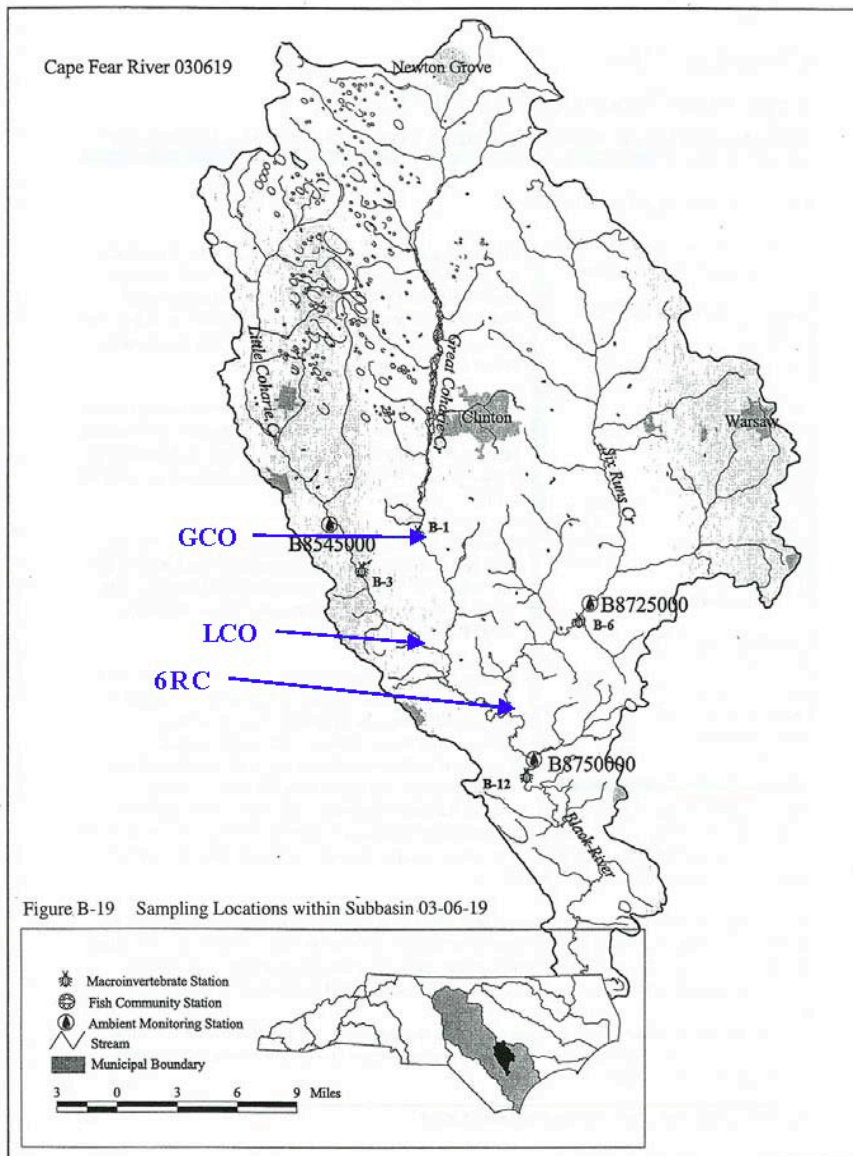 Cape Fear River 030619
Newton Grove
Little Coharie Cr
Great Coharie Cr
Clinton
Warsaw
Six Runs Cr
GCO
B-1
B8545000
B-3
B8725000
B-6
LCO
6RC
B8750000
B-12
Black River
Figure B-19 Sampling Locations within Subbasin 03-06-19
Macroinvertebrate Station
Fish Community Station
Ambient Monitoring Station
Stream
Municipal Boundary
3 0 3 6 9 Miles